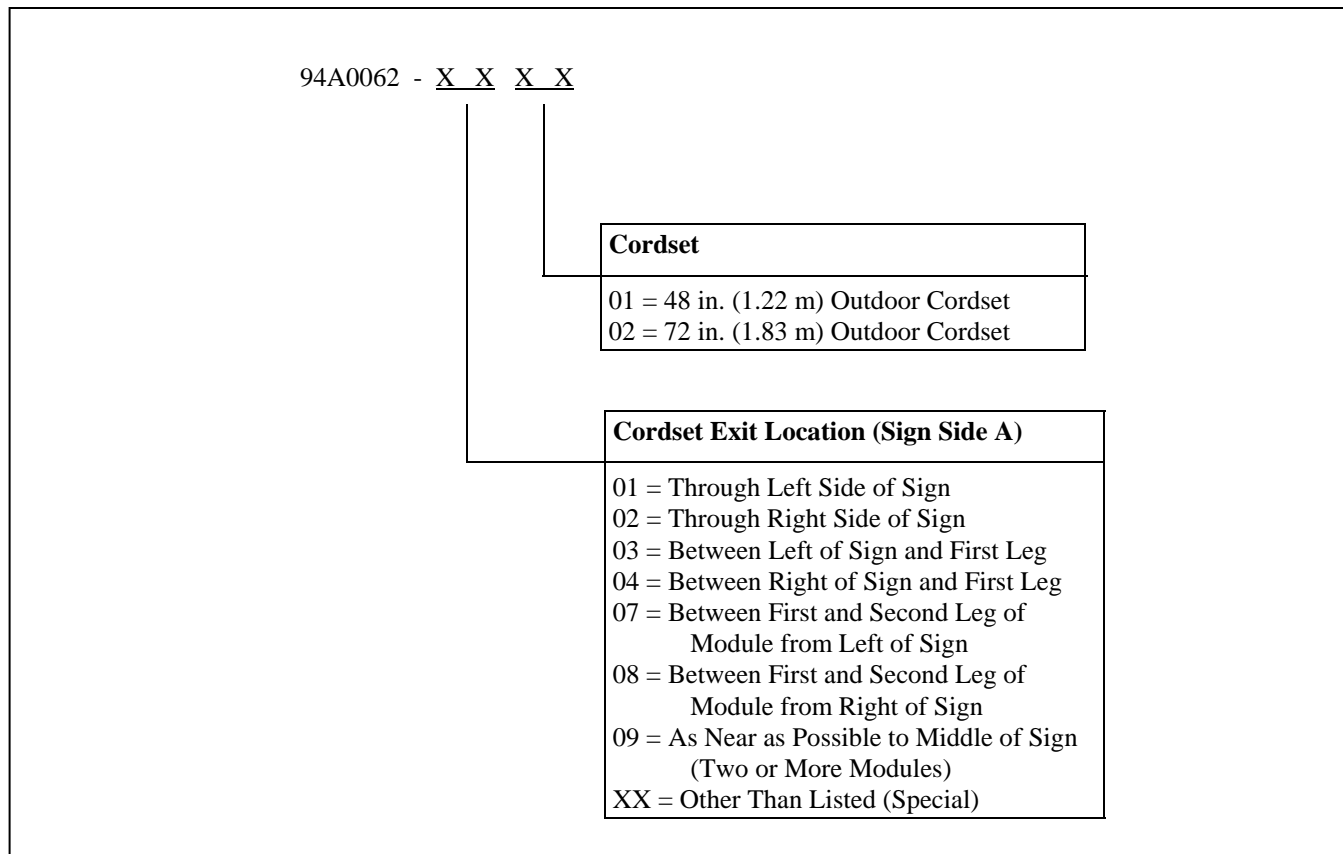 94A0062 - X X X X
Cordset
01 = 48 in. (1.22 m) Outdoor Cordset
02 = 72 in. (1.83 m) Outdoor Cordset
Cordset Exit Location (Sign Side A)
01 = Through Left Side of Sign
02 = Through Right Side of Sign
03 = Between Left of Sign and First Leg
04 = Between Right of Sign and First Leg
07 = Between First and Second Leg of
Module from Left of Sign
08 = Between First and Second Leg of
Module from Right of Sign
09 = As Near as Possible to Middle of Sign
(Two or More Modules)
XX = Other Than Listed (Special)